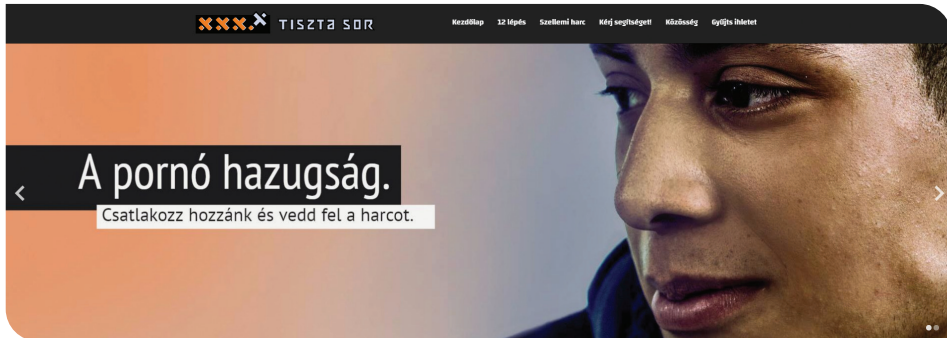 xxx.x TISZTA SOR
Kezdőlap 12 lépés Szellemi harc Kérj segítséget! Közösség Gyűjts ihletet
A pornó hazugság.
Csatlakozz hozzánk és vedd fel a harcot.